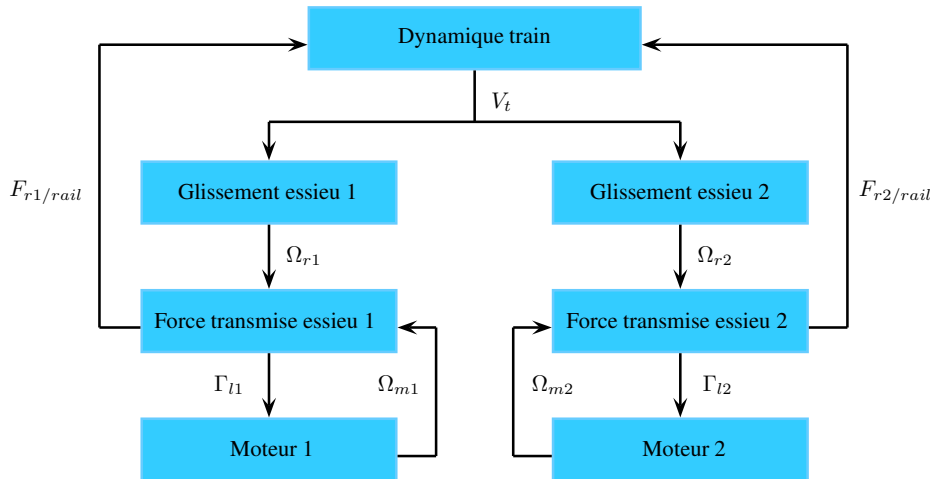 Dynamique train
V_t
Glissement essieu 1
Glissement essieu 2
F_{r1/rail}
F_{r2/rail}
Ω_{r1}
Ω_{r2}
Force transmise essieu 1
Force transmise essieu 2
Γ_{l1}
Ω_{m1}
Ω_{m2}
Γ_{l2}
Moteur 1
Moteur 2